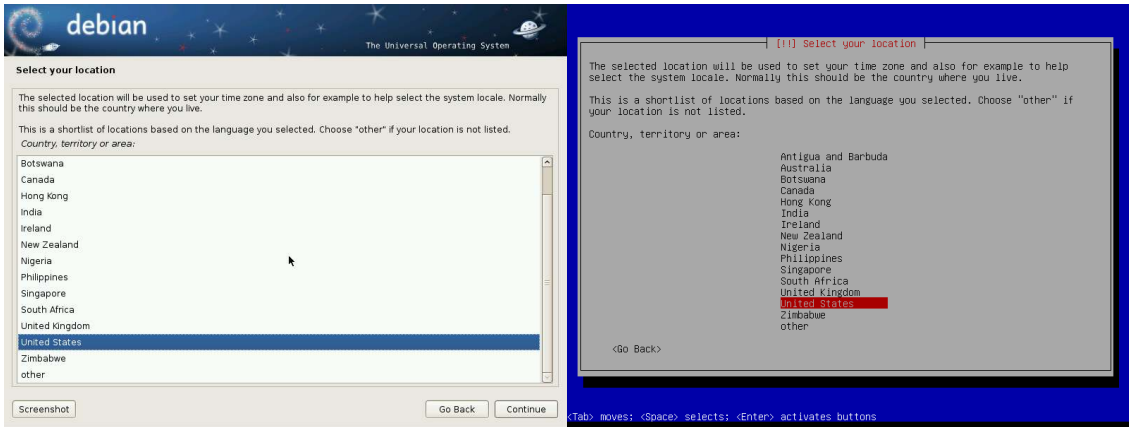 debian
The Universal Operating System
Select your location
The selected location will be used to set your time zone and also for example to help select the system locale. Normally
this should be the country where you live.
This is a shortlist of locations based on the language you selected. Choose "other" if your location is not listed.
Country, territory or area:
Botswana
Canada
Hong Kong
India
Ireland
New Zealand
Nigeria
Philippines
Singapore
South Africa
United Kingdom
United States
Zimbabwe
other
Screenshot
Go Back
Continue
[!!] Select your location
The selected location will be used to set your time zone and also for example to help
select the system locale. Normally this should be the country where you live.
This is a shortlist of locations based on the language you selected. Choose "other" if
your location is not listed.
Country, territory or area:
Antigua and Barbuda
Australia
Botswana
Canada
Hong Kong
India
Ireland
New Zealand
Nigeria
Philippines
Singapore
South Africa
United Kingdom
United States
Zimbabwe
other
<Go Back>
<Tab> moves; <Space> selects; <Enter> activates buttons